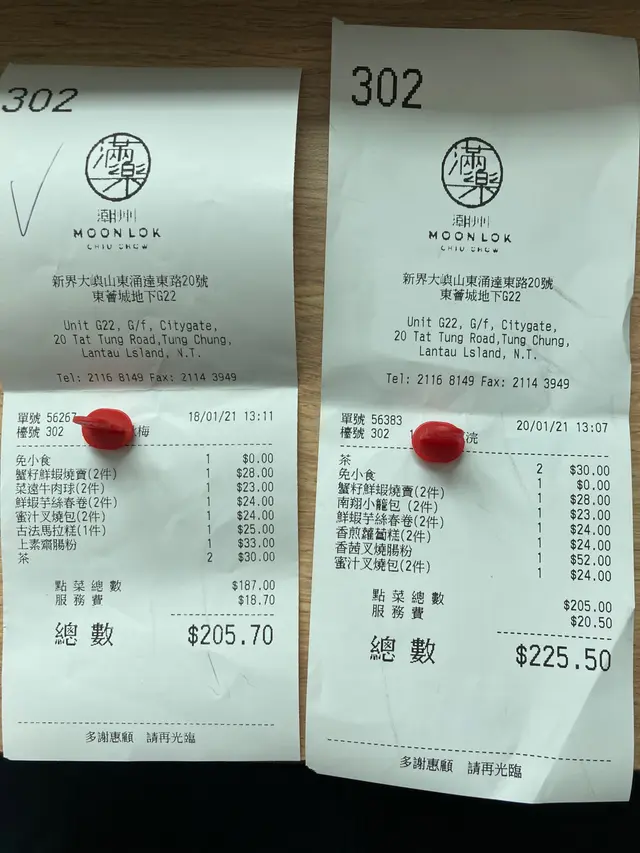 302
滿樂
潮州
MOON LOK
CHIU CHOW
新界大嶼山東涌達東路20號
東薈城地下G22
Unit G22, G/f, Citygate,
20 Tat Tung Road,Tung Chung,
Lantau Lsland, N.T.
Tel: 2116 8149 Fax: 2114 3949
單號 56267 18/01/21 13:11
檯號 302 梅
免小食 1 $0.00
蟹籽鮮蝦燒賣(2件) 1 $28.00
菜遠牛肉球(2件) 1 $23.00
鮮蝦芋絲春卷(2件) 1 $24.00
蜜汁叉燒包(2件) 1 $24.00
古法馬拉糕(1件) 1 $25.00
上素齋腸粉 1 $33.00
茶 2 $30.00
點菜總數 $187.00
服務費 $18.70
總數 $205.70
多謝惠顧 請再光臨
302
滿樂
潮州
MOON LOK
CHIU CHOW
新界大嶼山東涌達東路20號
東薈城地下G22
Unit G22, G/f, Citygate,
20 Tat Tung Road,Tung Chung,
Lantau Lsland, N.T.
Tel: 2116 8149 Fax: 2114 3949
單號 56383 20/01/21 13:07
檯號 302 浣
茶 2 $30.00
免小食 1 $0.00
蟹籽鮮蝦燒賣(2件) 1 $28.00
南翔小籠包 (2件) 1 $23.00
鮮蝦芋絲春卷(2件) 1 $24.00
香煎蘿蔔糕(2件) 1 $24.00
香茜叉燒腸粉 1 $52.00
蜜汁叉燒包(2件) 1 $24.00
點菜總數 $205.00
服務費 $20.50
總數 $225.50
多謝惠顧 請再光臨